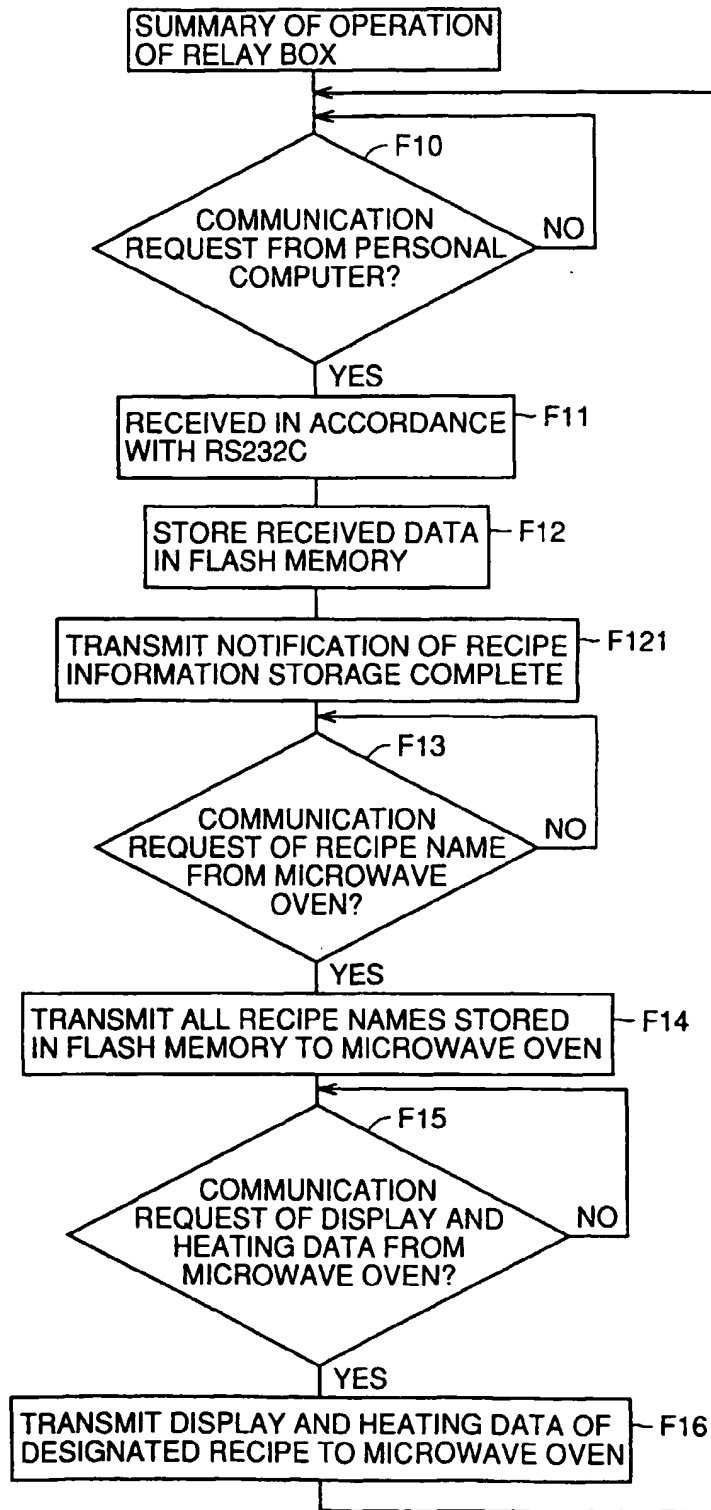 SUMMARY OF OPERATION
OF RELAY BOX
F10
COMMUNICATION
REQUEST FROM PERSONAL
COMPUTER?
NO
YES
RECEIVED IN ACCORDANCE
WITH RS232C
F11
STORE RECEIVED DATA
IN FLASH MEMORY
F12
TRANSMIT NOTIFICATION OF RECIPE
INFORMATION STORAGE COMPLETE
F121
F13
COMMUNICATION
REQUEST OF RECIPE NAME
FROM MICROWAVE
OVEN?
NO
YES
TRANSMIT ALL RECIPE NAMES STORED
IN FLASH MEMORY TO MICROWAVE OVEN
F14
F15
COMMUNICATION
REQUEST OF DISPLAY AND
HEATING DATA FROM
MICROWAVE OVEN?
NO
YES
TRANSMIT DISPLAY AND HEATING DATA OF
DESIGNATED RECIPE TO MICROWAVE OVEN
F16